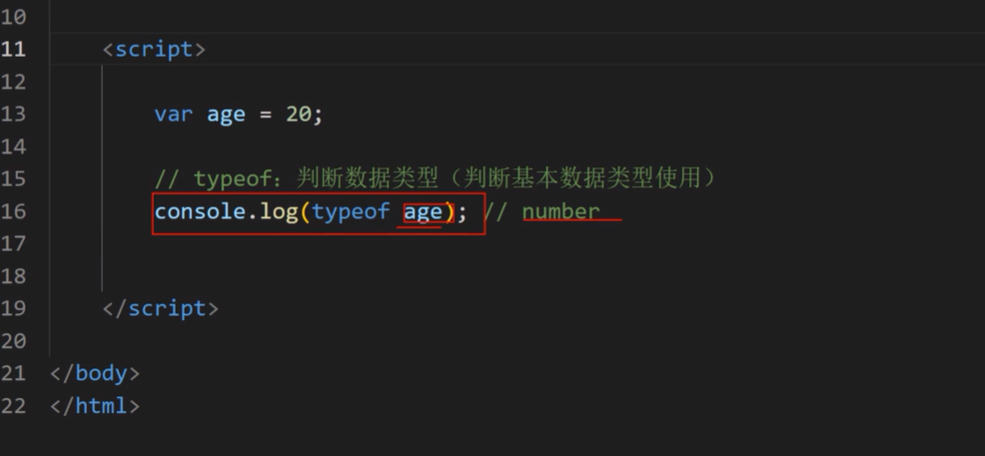 10
11 <script>
12
13 var age = 20;
14
15 // typeof: 判断数据类型（判断基本数据类型使用）
16 console.log(typeof age); // number
17
18
19 </script>
20
21 </body>
22 </html>